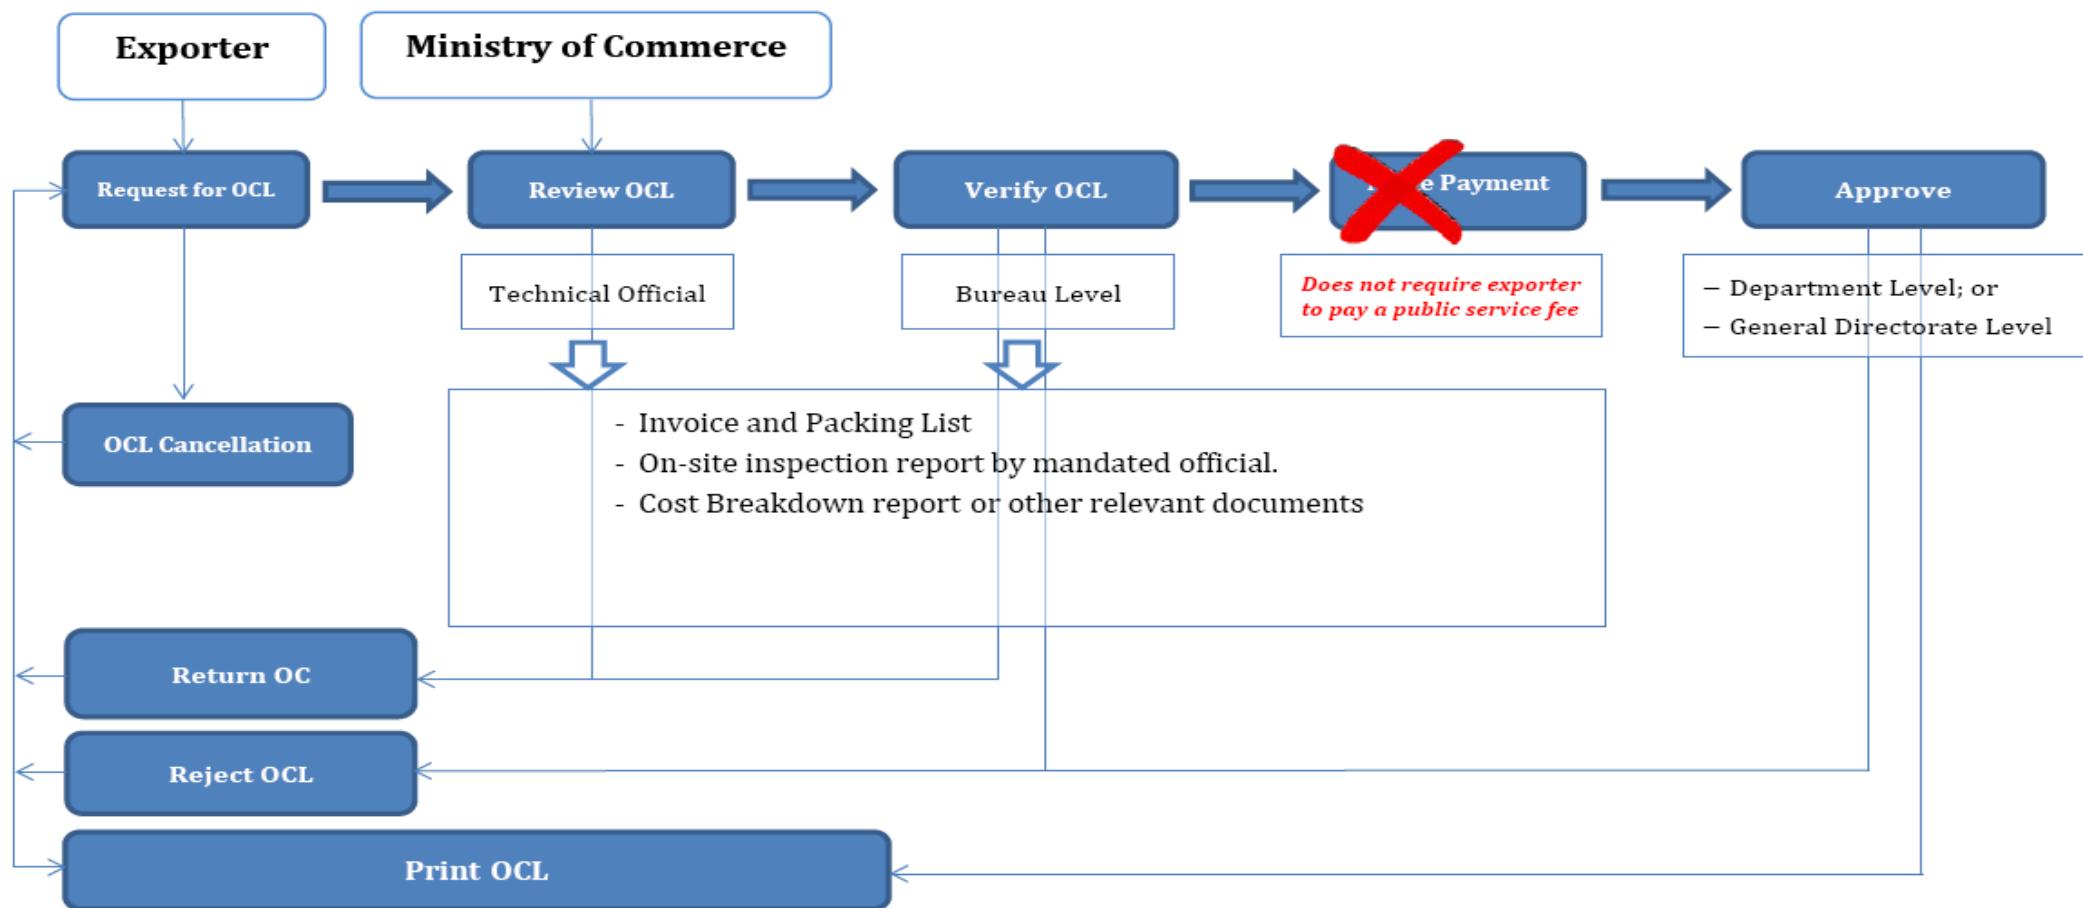 Exporter
Ministry of Commerce
Request for OCL
Review OCL
Verify OCL
Payment
Approve
Technical Official
Bureau Level
Does not require exporter
to pay a public service fee
– Department Level; or
– General Directorate Level
OCL Cancellation
- Invoice and Packing List
- On-site inspection report by mandated official.
- Cost Breakdown report or other relevant documents
Return OC
Reject OCL
Print OCL